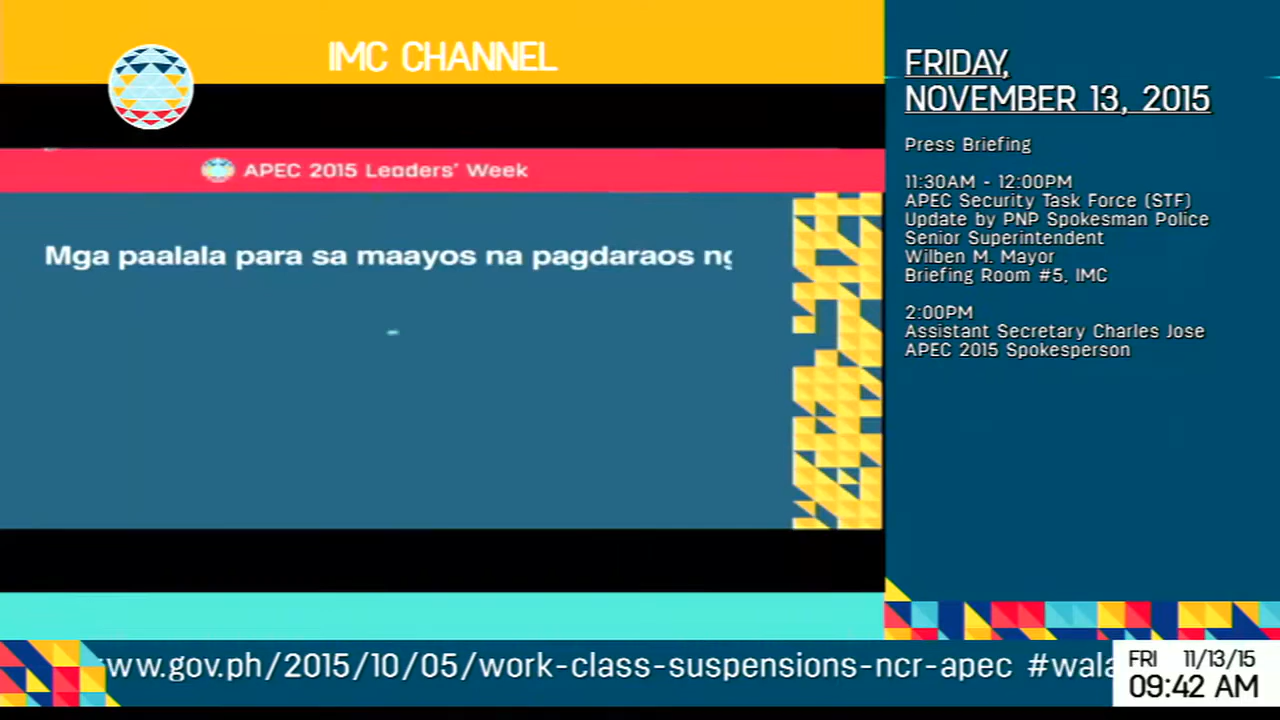 IMC CHANNEL
APEC 2015 Leaders' Week
Mga paalala para sa maayos na pagdaraos ng
FRIDAY,
NOVEMBER 13, 2015
Press Briefing
11:30AM - 12:00PM
APEC Security Task Force (STF)
Update by PNP Spokesman Police
Senior Superintendent
Wilben M. Mayor
Briefing Room #5, IMC
2:00PM
Assistant Secretary Charles Jose
APEC 2015 Spokesperson
www.gov.ph/2015/10/05/work-class-suspensions-ncr-apec #wala
FRI 11/13/15
09:42 AM